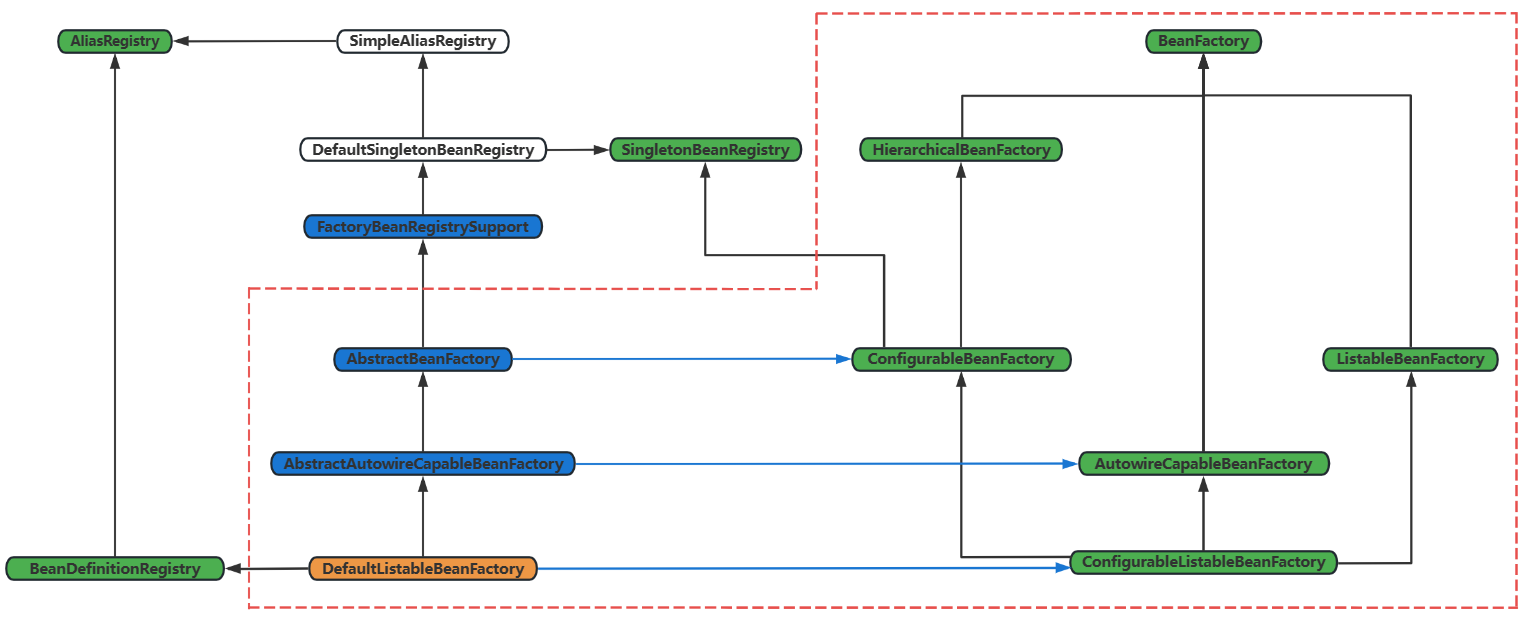 AliasRegistry
SimpleAliasRegistry
BeanFactory
DefaultSingletonBeanRegistry
SingletonBeanRegistry
HierarchicalBeanFactory
FactoryBeanRegistrySupport
AbstractBeanFactory
ConfigurableBeanFactory
ListableBeanFactory
AbstractAutowireCapableBeanFactory
AutowireCapableBeanFactory
BeanDefinitionRegistry
DefaultListableBeanFactory
ConfigurableListableBeanFactory